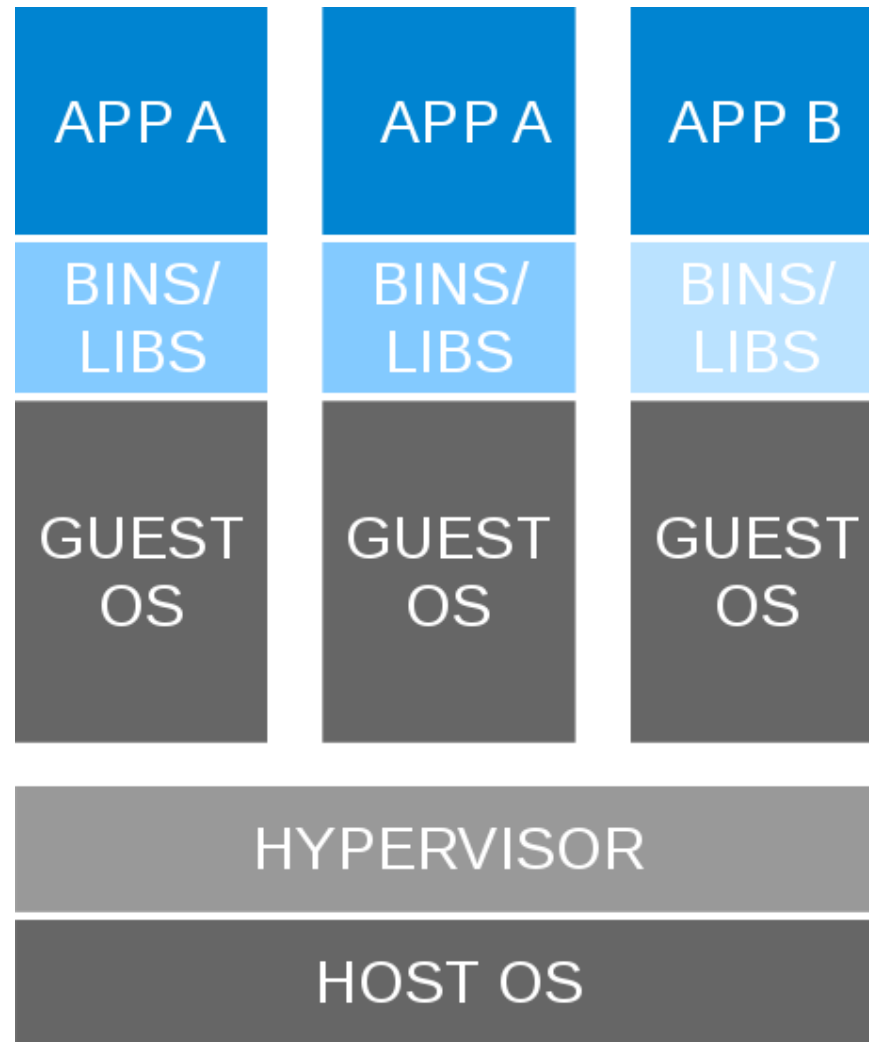 APP A
APP A
APP B
BINS/
LIBS
BINS/
LIBS
BINS/
LIBS
GUEST
OS
GUEST
OS
GUEST
OS
HYPERVISOR
HOST OS